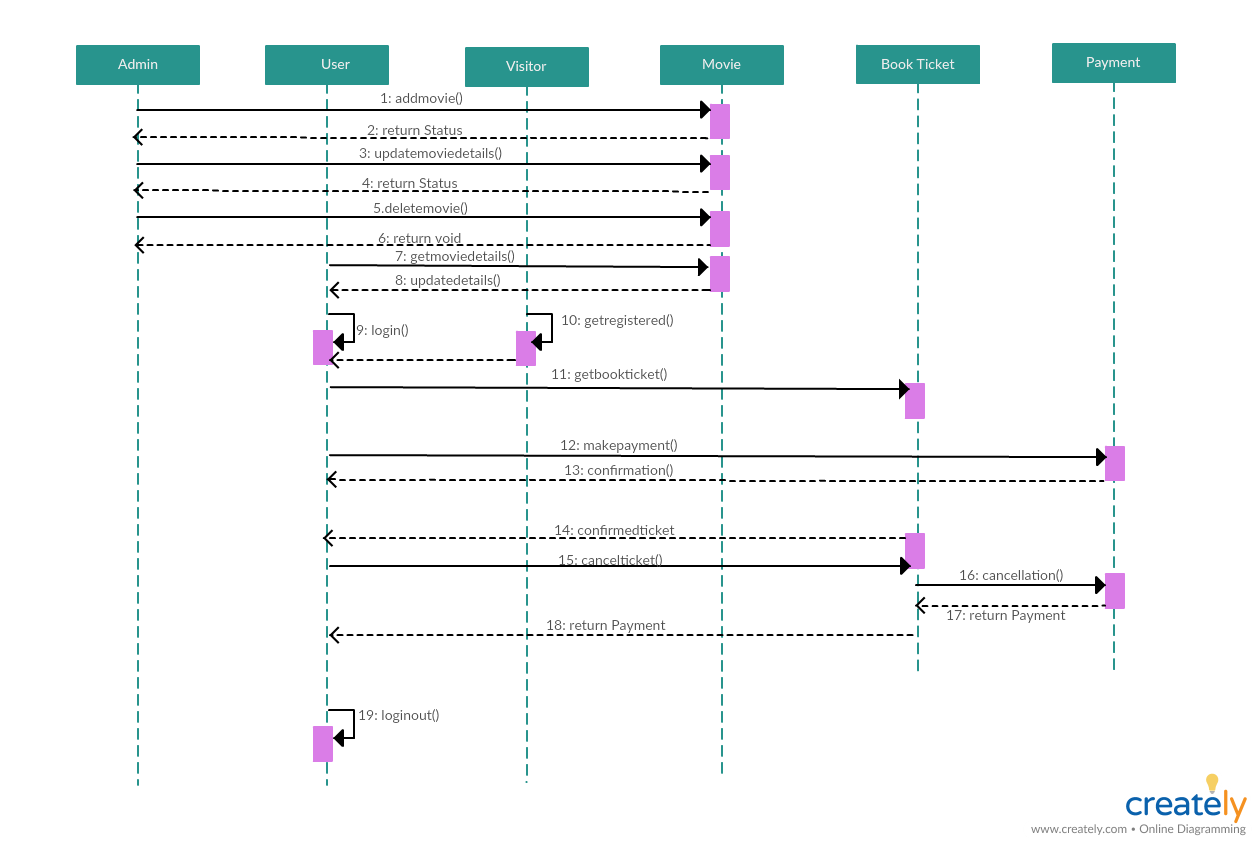 Admin
User
Visitor
Movie
Book Ticket
Payment
1: addmovie()
2: return Status
3: updatemoviedetails()
4: return Status
5.deletemovie()
6: return void
7: getmoviedetails()
8: updatedetails()
9: login()
10: getregistered()
11: getbookticket()
12: makepayment()
13: confirmation()
14: confirmedticket
15: cancelticket()
16: cancellation()
17: return Payment
18: return Payment
19: loginout()
creately
www.creately.com • Online Diagramming